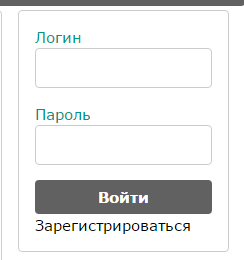 Логин
Пароль
Войти
Зарегистрироваться